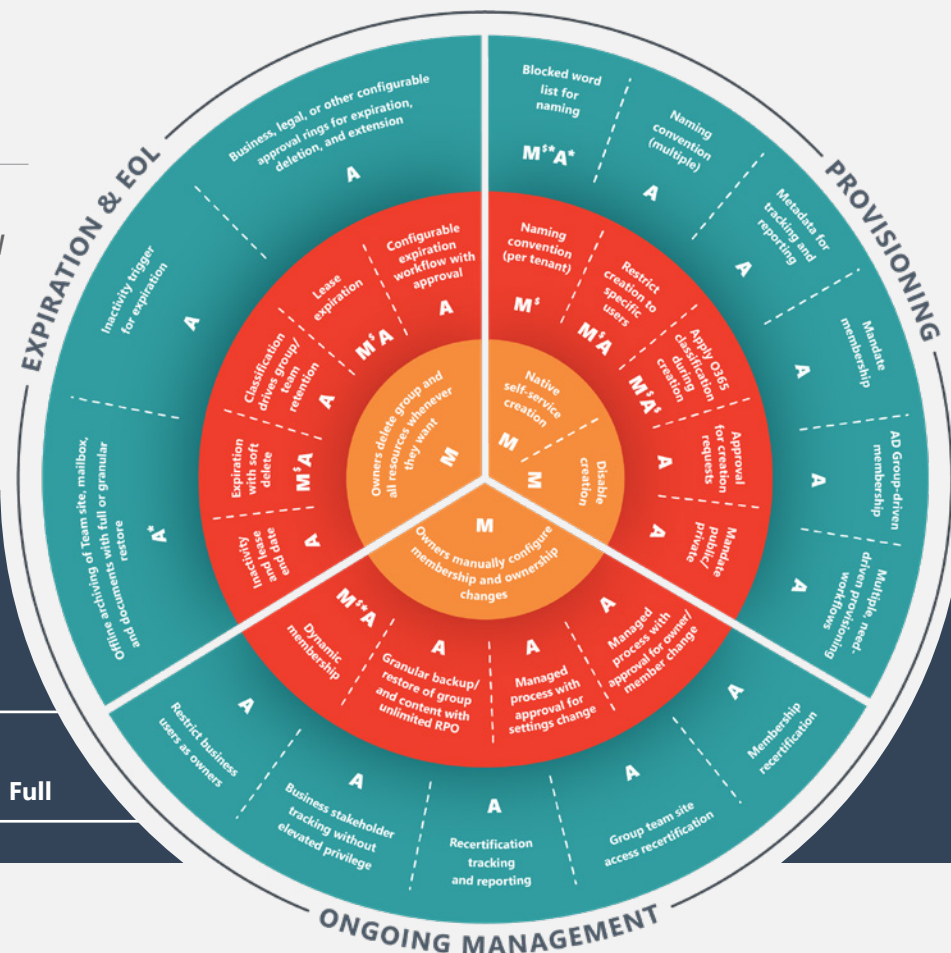 EXPIRATION & EOL
PROVISIONING
ONGOING MANAGEMENT
Blocked word
list for
naming
M$*A*
Naming
convention
(multiple)
A
Metadata for
tracking and
reporting
A
Mandate
membership
A
AD Group-driven
membership
A
Multiple, need-
driven provisioning
workflows
A
Naming
convention
(per tenant)
M$
Restrict
creation to
specific
users
M$A
Apply O365
classification
during
creation
M$A$
Approval
for creation
requests
A
Mandate
public/
private
A
Native
self-service
creation
M
Disable
creation
M
M
Owners manually configure
membership and ownership
changes
A
Managed
process with
approval for owner/
member change
A
Managed
process with
approval for
settings change
A
Granular backup/
restore of group
and content with
unlimited RPO
M$*A
Dynamic
membership
A
Membership
recertification
A
Group team site
access recertification
A
Recertification
tracking
and reporting
A
Business stakeholder
tracking without
elevated privilege
A
Restrict business
users as owners
Owners delete group and
all resources whenever
they want
M
Inactivity
and lease
end date
A
Expiration
with soft
delete
M$A
Classification
drives group/
team
retention
A
Lease
expiration
M$A
Configurable
expiration
workflow with
approval
A
Offline archiving of Team site, mailbox,
and documents with full or granular
restore
A*
Inactivity trigger
for expiration
A
Business, legal, or other configurable
approval rings for expiration,
deletion, and extension
A
Full